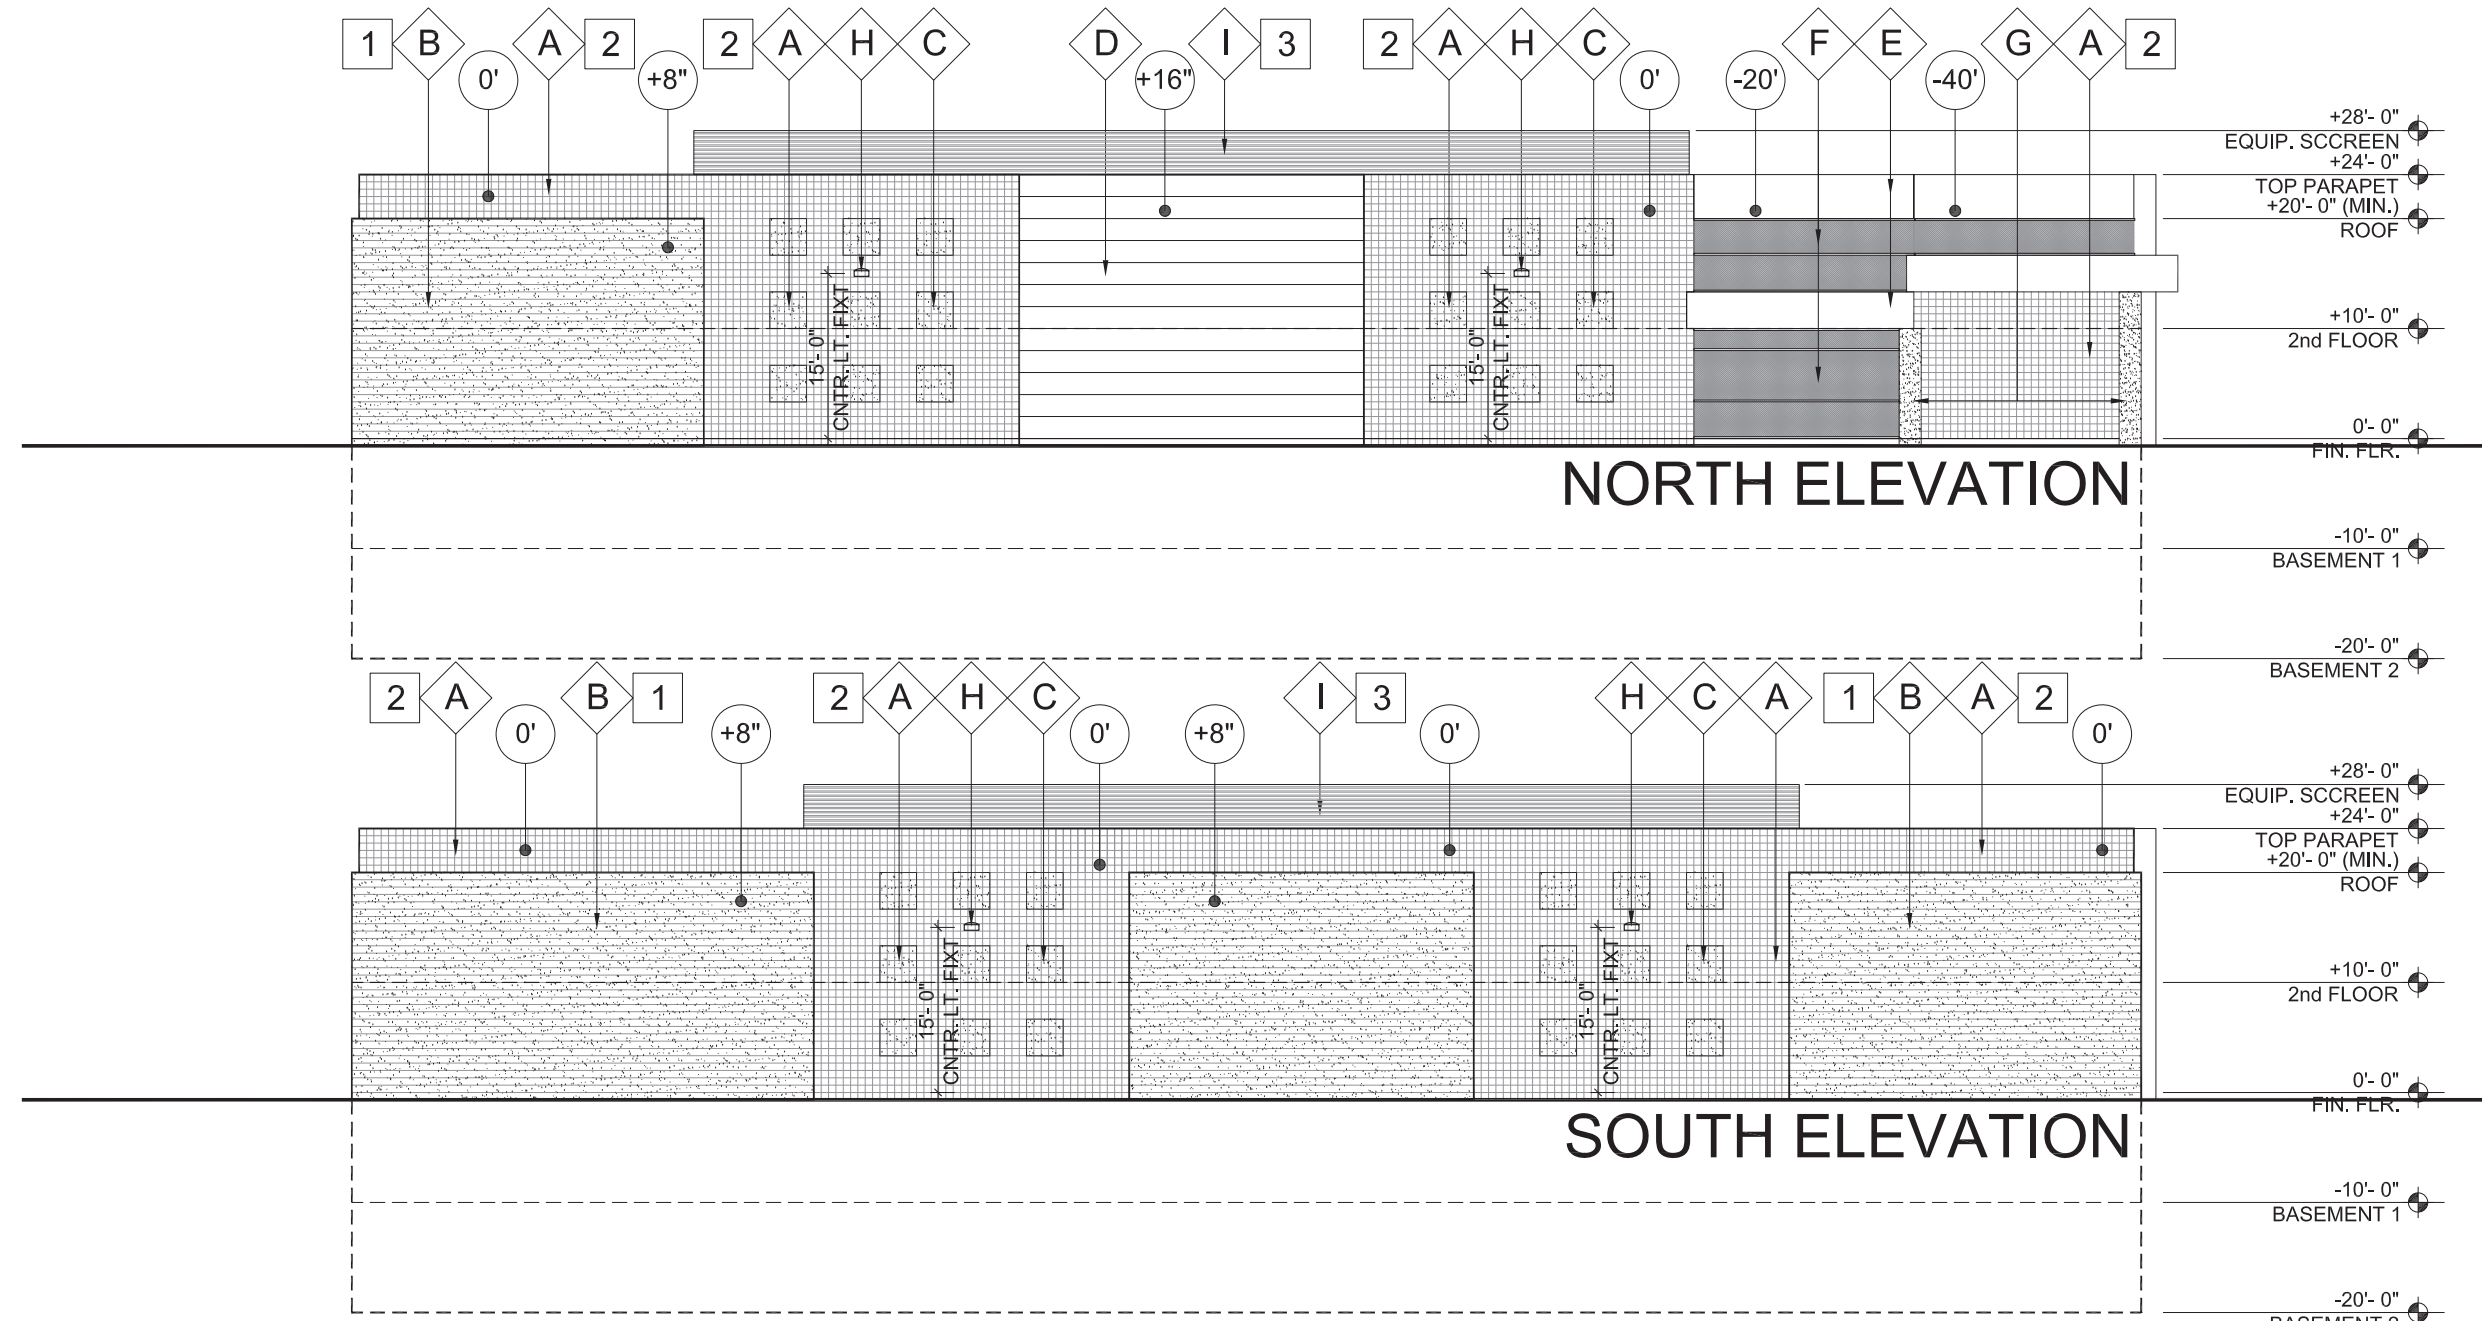 1 B A 2 2 A H C D I 3 2 A H C F E G A 2
0' +8" +16" 0' -20' -40'
+28'- 0"
EQUIP. SCCREEN
+24'- 0"
TOP PARAPET
+20'- 0" (MIN.)
ROOF
15'- 0"
CNTR. LT. FIXT
15'- 0"
CNTR. LT. FIXT
+10'- 0"
2nd FLOOR
0'- 0"
FIN. FLR.
NORTH ELEVATION
-10'- 0"
BASEMENT 1
-20'- 0"
BASEMENT 2
2 A B 1 2 A H C I 3 H C A 1 B A 2
0' +8" 0' +8" 0' 0'
+28'- 0"
EQUIP. SCCREEN
+24'- 0"
TOP PARAPET
+20'- 0" (MIN.)
ROOF
15'- 0"
CNTR. LT. FIXT
15'- 0"
CNTR. LT. FIXT
+10'- 0"
2nd FLOOR
0'- 0"
FIN. FLR.
SOUTH ELEVATION
-10'- 0"
BASEMENT 1
-20'- 0"
BASEMENT 2